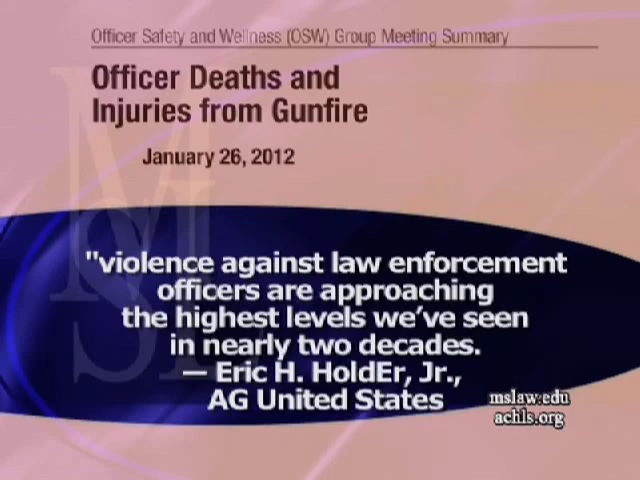 Officer Safety and Wellness (OSW) Group Meeting Summary
Officer Deaths and
Injuries from Gunfire
January 26, 2012
"violence against law enforcement
officers are approaching
the highest levels we've seen
in nearly two decades.
— Eric H. HoldEr, Jr.,
AG United States
mslaw.edu
achls.org
MSL